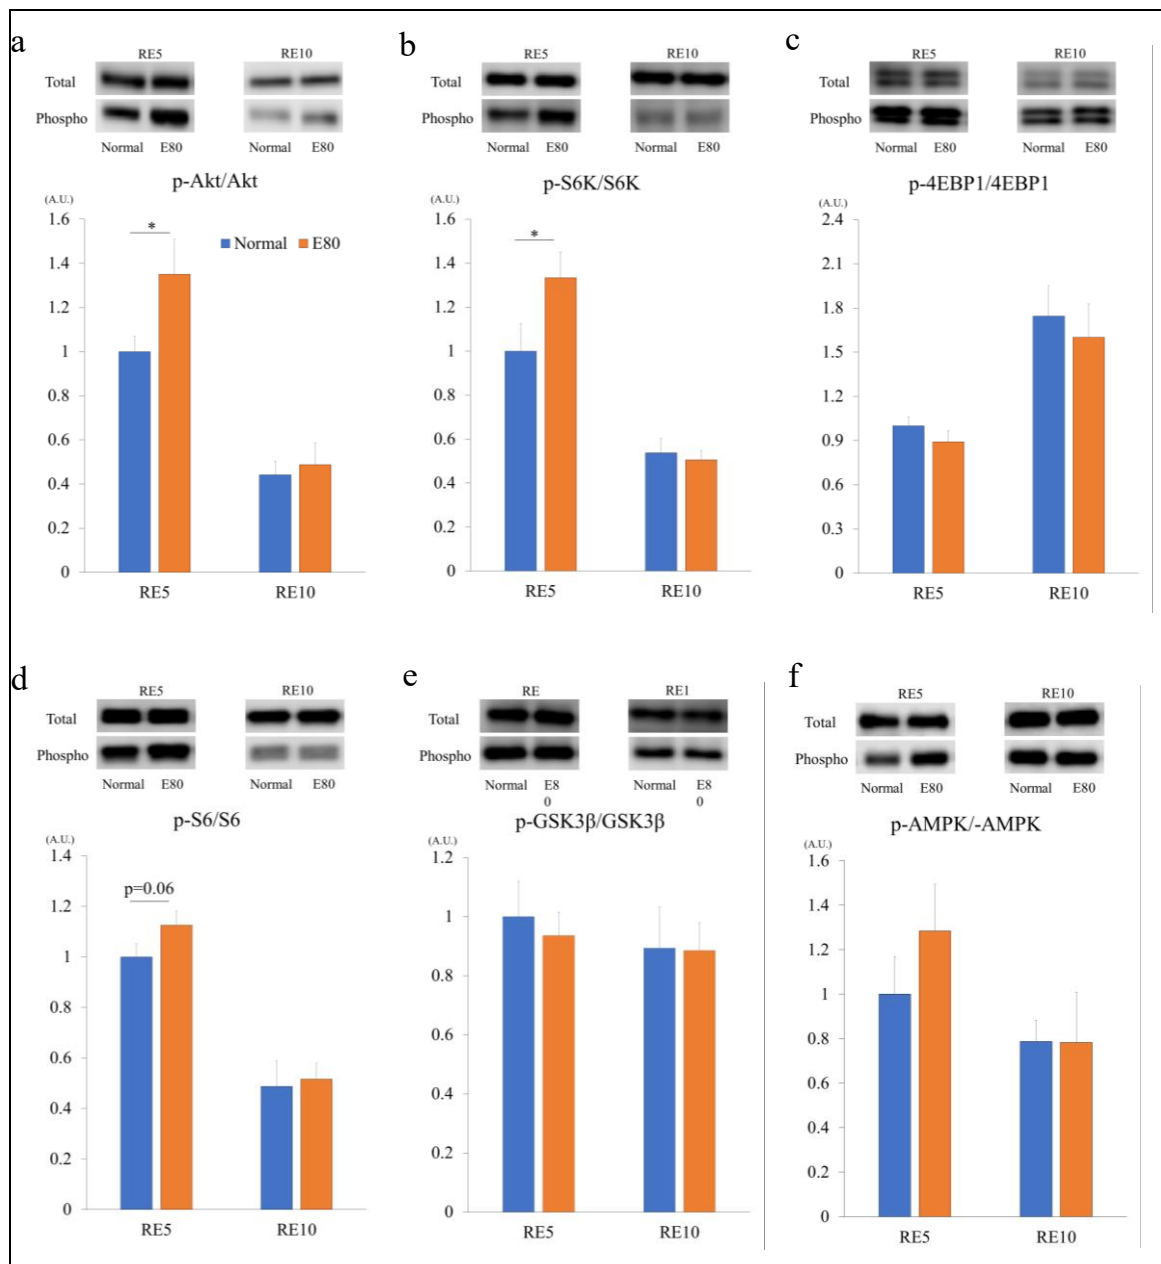 a
RE5 RE10
Total
Phospho
Normal E80 Normal E80
p-Akt/Akt
(A.U.)
1.6
1.4
1.2
1
0.8
0.6
0.4
0.2
0
*
Normal E80
RE5 RE10
b
RE5 RE10
Total
Phospho
Normal E80 Normal E80
p-S6K/S6K
(A.U.)
1.6
1.4
1.2
1
0.8
0.6
0.4
0.2
0
*
RE5 RE10
c
RE5 RE10
Total
Phospho
Normal E80 Normal E80
p-4EBP1/4EBP1
(A.U.)
2.4
2.1
1.8
1.5
1.2
0.9
0.6
0.3
0
RE5 RE10
d
RE5 RE10
Total
Phospho
Normal E80 Normal E80
p-S6/S6
(A.U.)
1.4
1.2
1
0.8
0.6
0.4
0.2
0
p=0.06
RE5 RE10
e
RE RE1
Total
Phospho
Normal E8 Normal E8
0 0
p-GSK3β/GSK3β
(A.U.)
1.2
1
0.8
0.6
0.4
0.2
0
RE5 RE10
f
RE5 RE10
Total
Phospho
Normal E80 Normal E80
p-AMPK/-AMPK
(A.U.)
1.6
1.4
1.2
1
0.8
0.6
0.4
0.2
0
RE5 RE10